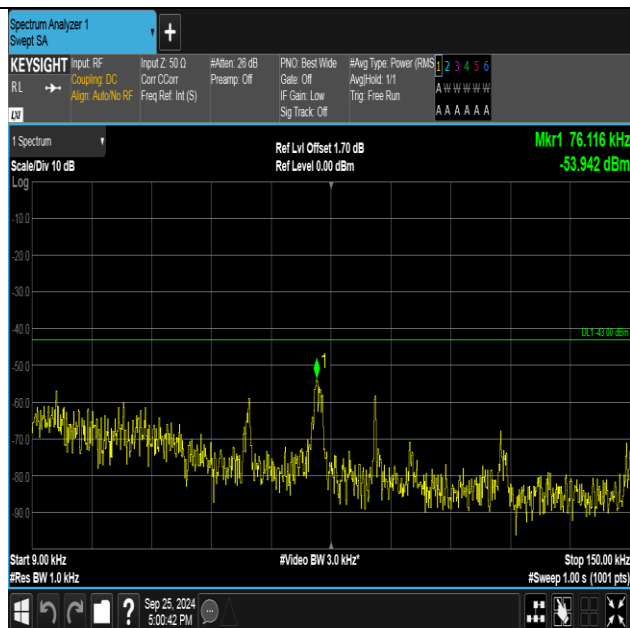 Spectrum Analyzer 1
Swept SA
KEYSIGHT Input: RF Input Z: 50 Ω #Atten: 26 dB PNO: Best Wide #Avg Type: Power (RMS 1 2 3 4 5 6
RL Coupling: DC Corr CCorr Preamp: Off Gate: Off Avg|Hold: 1/1 A W W W W W
Align: Auto/No RF Freq Ref: Int (S) IF Gain: Low Trig: Free Run
LXI Sig Track: Off A A A A A A
1 Spectrum Ref Lvl Offset 1.70 dB Mkr1 76.116 kHz
Scale/Div 10 dB Ref Level 0.00 dBm -53.942 dBm
Log
-10.0
-20.0
-30.0
-40.0
DL1 -43.00 dBm
1
-50.0
-60.0
-70.0
-80.0
-90.0
Start 9.00 kHz #Video BW 3.0 kHz* Stop 150.00 kHz
#Res BW 1.0 kHz #Sweep 1.00 s (1001 pts)
? Sep 25, 2024
5:00:42 PM